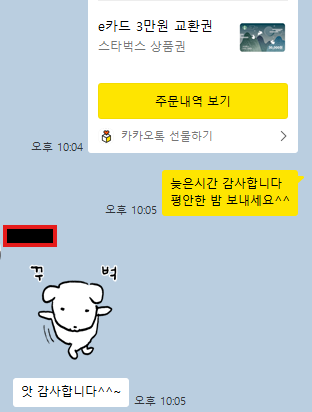 e카드 3만원 교환권
스타벅스 상품권
주문내역 보기
카카오톡 선물하기
오후 10:04
늦은시간 감사합니다
평안한 밤 보내세요^^
오후 10:05
꾸 벅
앗 감사합니다^^~
오후 10:05